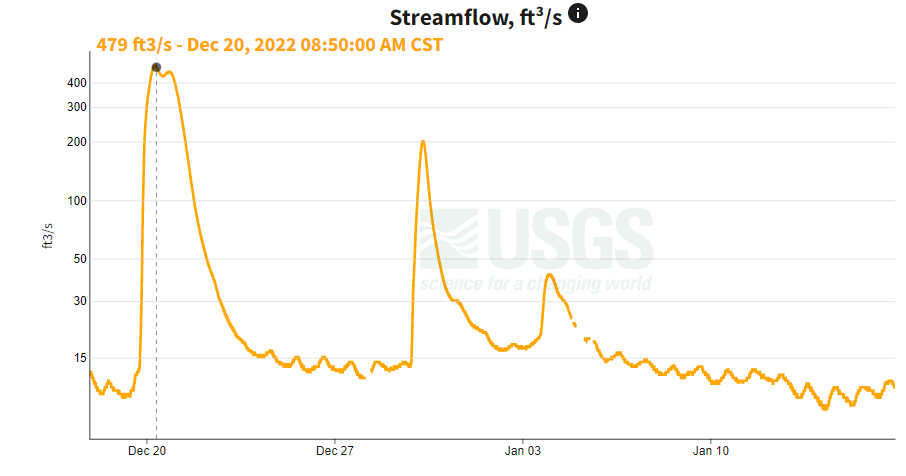 Streamflow, ft³/s i
479 ft3/s - Dec 20, 2022 08:50:00 AM CST
400
300
200
100
50
30
15
ft3/s
USGS
science for a changing world
Dec 20
Dec 27
Jan 03
Jan 10